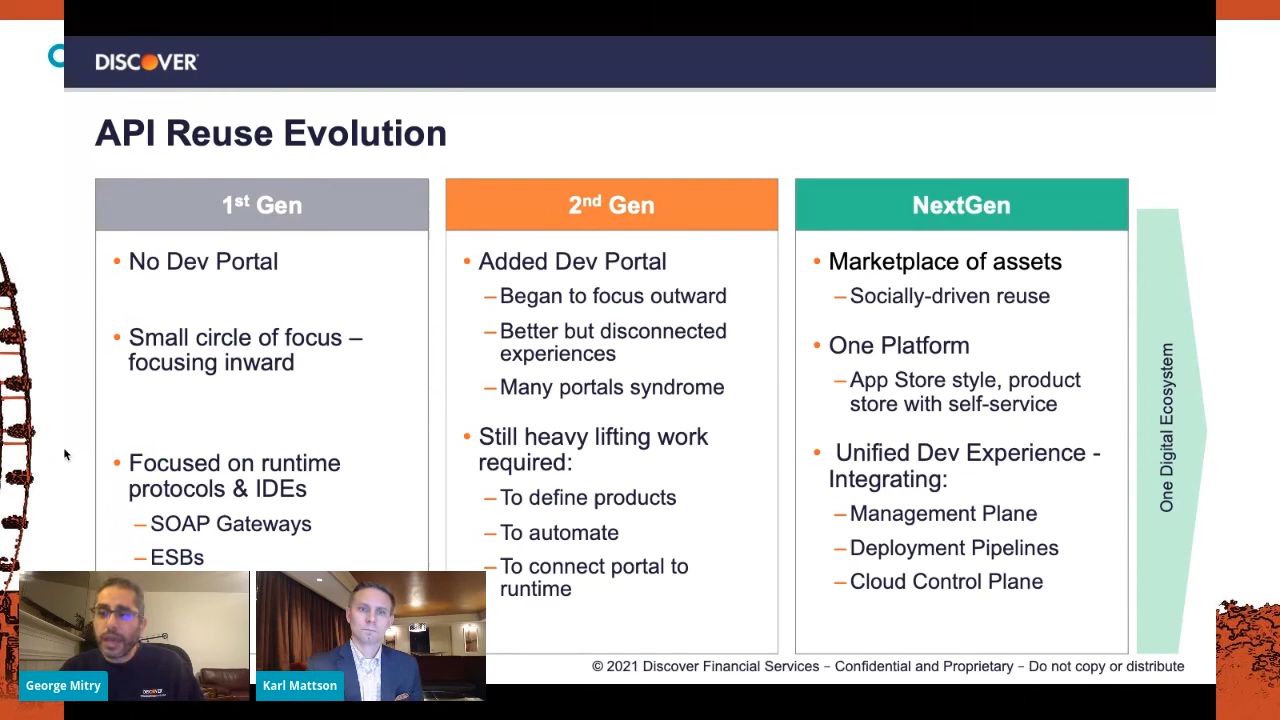 DISCOVER
API Reuse Evolution
1st Gen
• No Dev Portal
• Small circle of focus –
focusing inward
• Focused on runtime
protocols & IDEs
– SOAP Gateways
– ESBs
2nd Gen
• Added Dev Portal
– Began to focus outward
– Better but disconnected
experiences
– Many portals syndrome
• Still heavy lifting work
required:
– To define products
– To automate
– To connect portal to
runtime
NextGen
• Marketplace of assets
– Socially-driven reuse
• One Platform
– App Store style, product
store with self-service
• Unified Dev Experience -
Integrating:
– Management Plane
– Deployment Pipelines
– Cloud Control Plane
One Digital Ecosystem
© 2021 Discover Financial Services – Confidential and Proprietary – Do not copy or distribute
DISCOVER
George Mitry
Karl Mattson